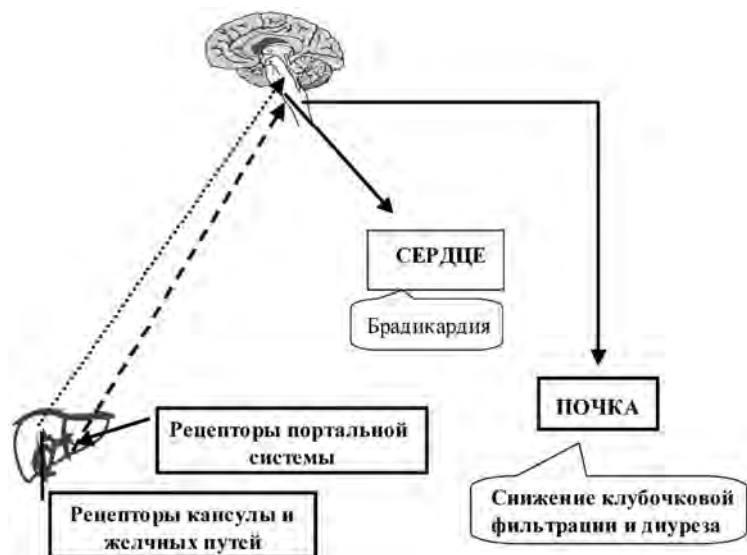 СЕРДЦЕ
Брадикардия
ПОЧКА
Рецепторы портальной
системы
Снижение клубочковой
фильтрации и диуреза
Рецепторы капсулы и
желчных путей